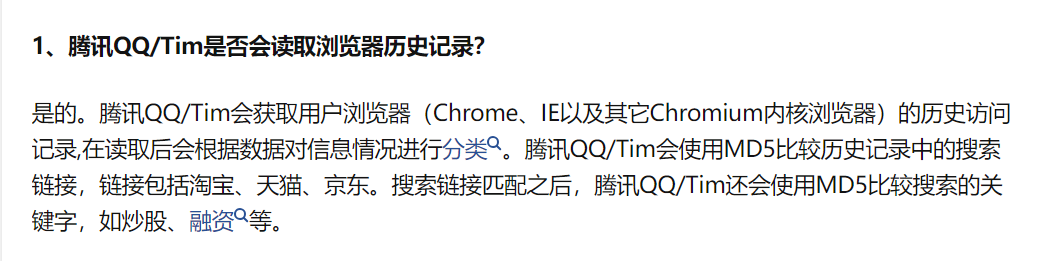 1、腾讯QQ/Tim是否会读取浏览器历史记录？
是的。腾讯QQ/Tim会获取用户浏览器（Chrome、IE以及其它Chromium内核浏览器）的历史访问
记录,在读取后会根据数据对信息情况进行分类。腾讯QQ/Tim会使用MD5比较历史记录中的搜索
链接，链接包括淘宝、天猫、京东。搜索链接匹配之后，腾讯QQ/Tim还会使用MD5比较搜索的关
键字，如炒股、融资等。